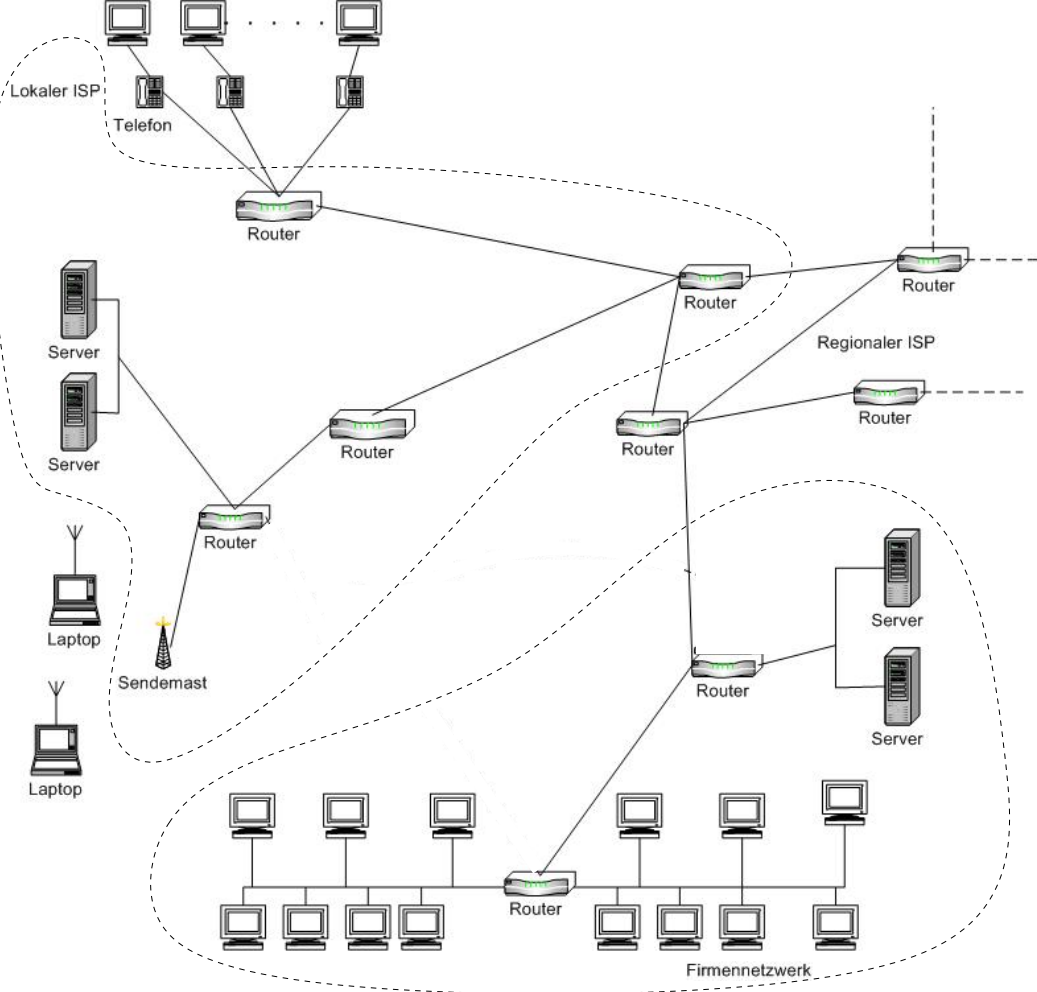 Lokaler ISP
Telefon
Router
Router
Router
Server
Regionaler ISP
Router
Server
Router
Router
Router
Server
Laptop
Sendemast
Router
Server
Laptop
Router
Firmennetzwerk